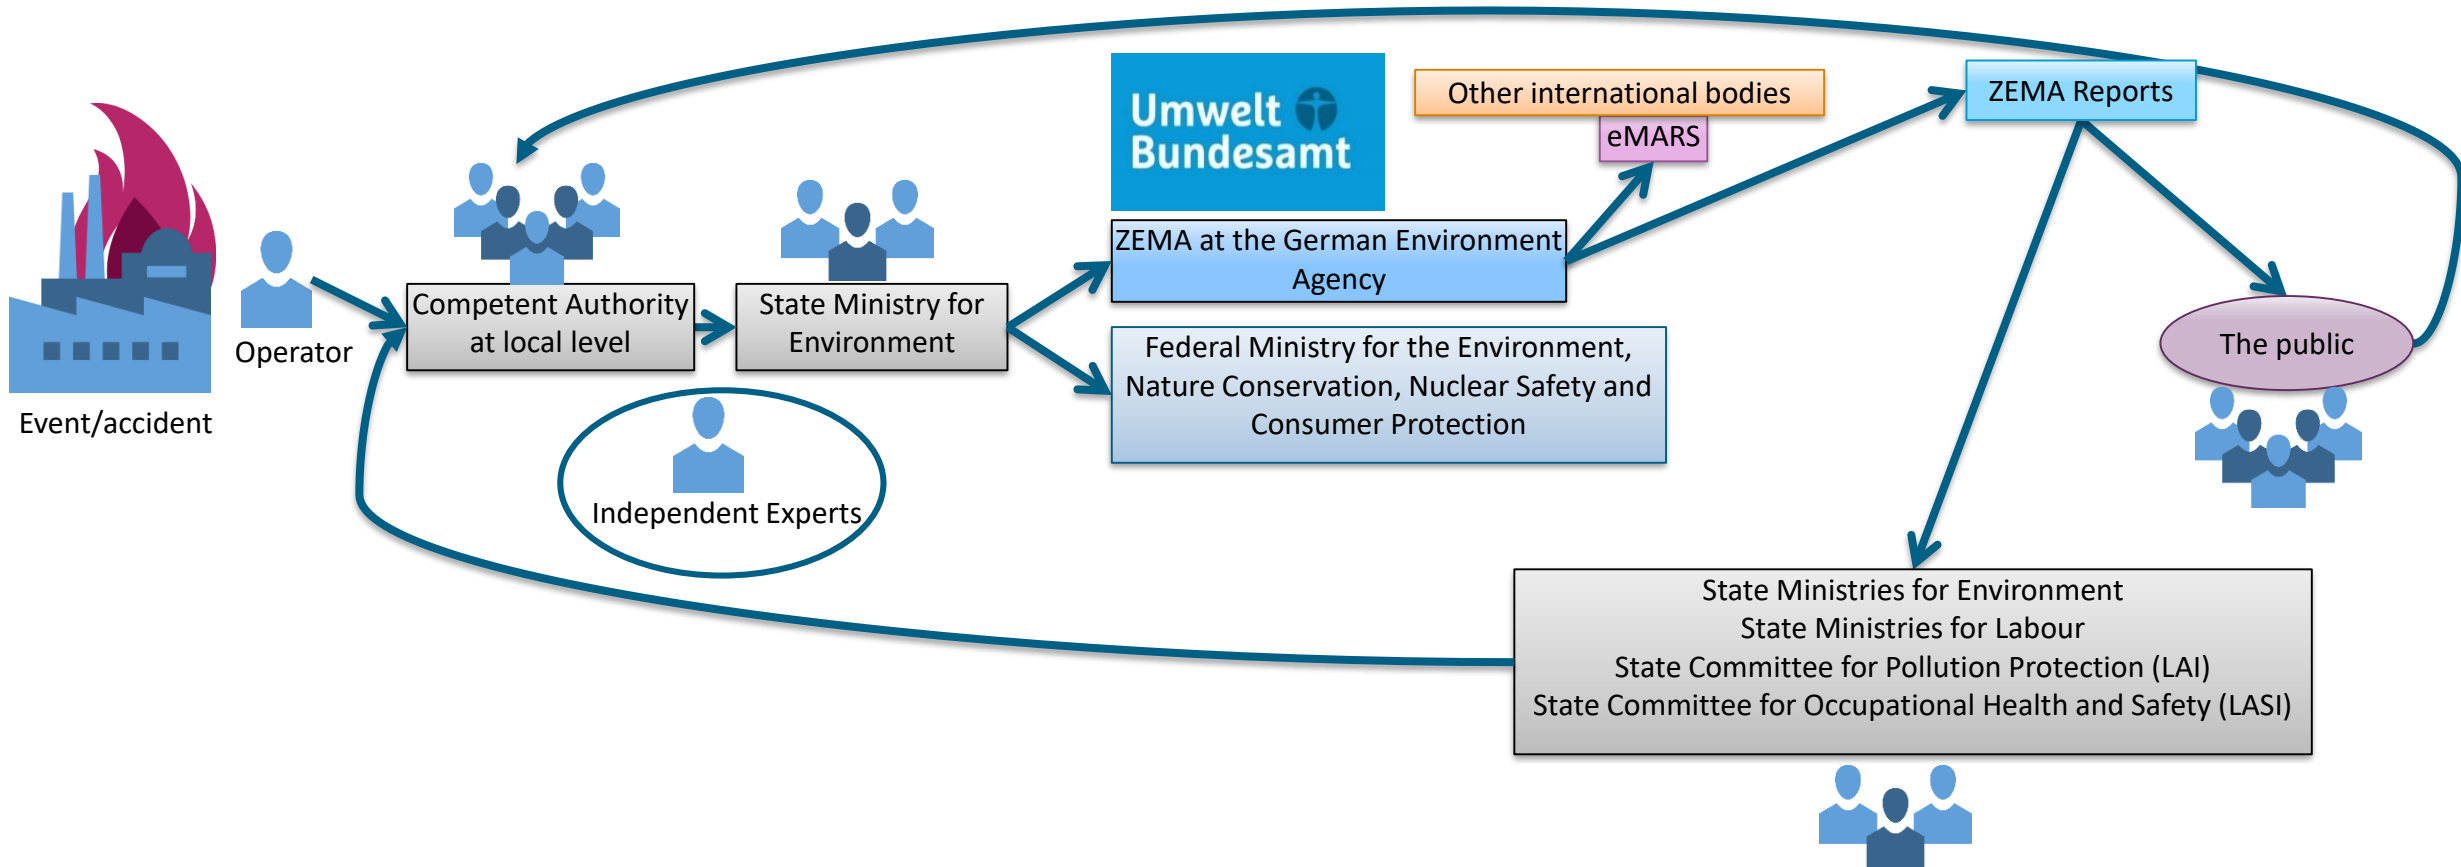 Event/accident
Operator
Competent Authority
at local level
State Ministry for
Environment
Independent Experts
Umwelt
Bundesamt
ZEMA at the German Environment
Agency
Federal Ministry for the Environment,
Nature Conservation, Nuclear Safety and
Consumer Protection
Other international bodies
eMARS
ZEMA Reports
The public
State Ministries for Environment
State Ministries for Labour
State Committee for Pollution Protection (LAI)
State Committee for Occupational Health and Safety (LASI)